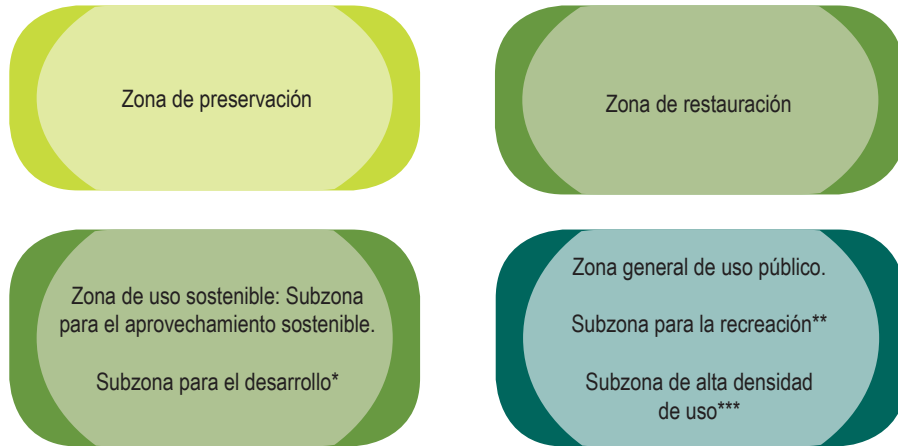 Zona de preservación
Zona de restauración
Zona de uso sostenible: Subzona
para el aprovechamiento sostenible.
Subzona para el desarrollo*
Zona general de uso público.
Subzona para la recreación**
Subzona de alta densidad
de uso***